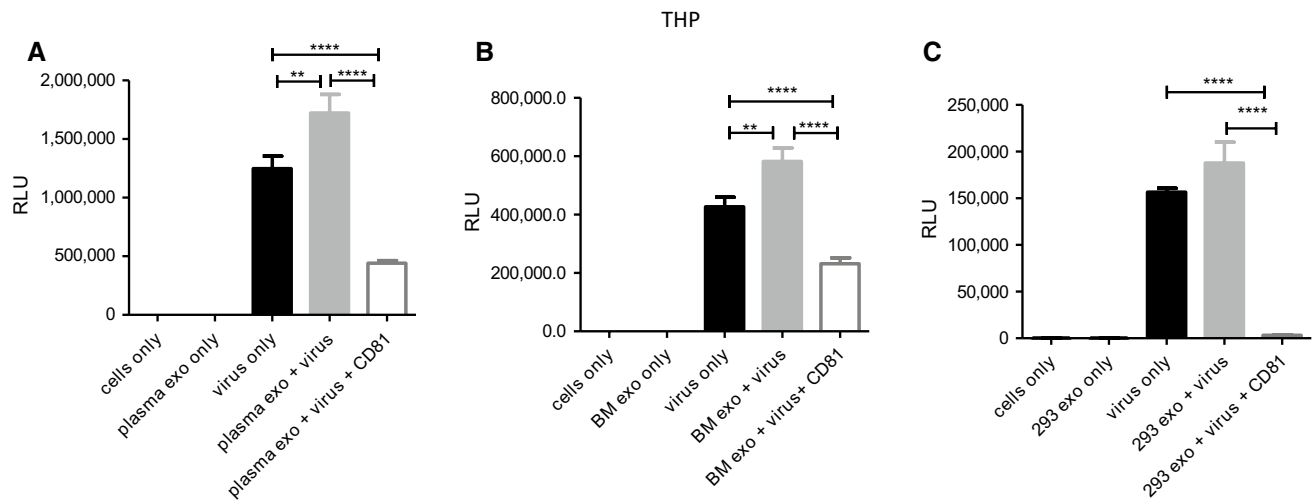 THP
A
****
** ****
2,000,000
1,500,000
1,000,000
500,000
0
RLU
cells only
plasma exo only
virus only
plasma exo + virus
plasma exo + virus + CD81
B
****
** ****
800,000.0
600,000.0
400,000.0
200,000.0
0.0
RLU
cells only
BM exo only
virus only
BM exo + virus
BM exo + virus+ CD81
C
****
****
250,000
200,000
150,000
100,000
50,000
0
RLU
cells only
293 exo only
virus only
293 exo + virus
293 exo + virus + CD81